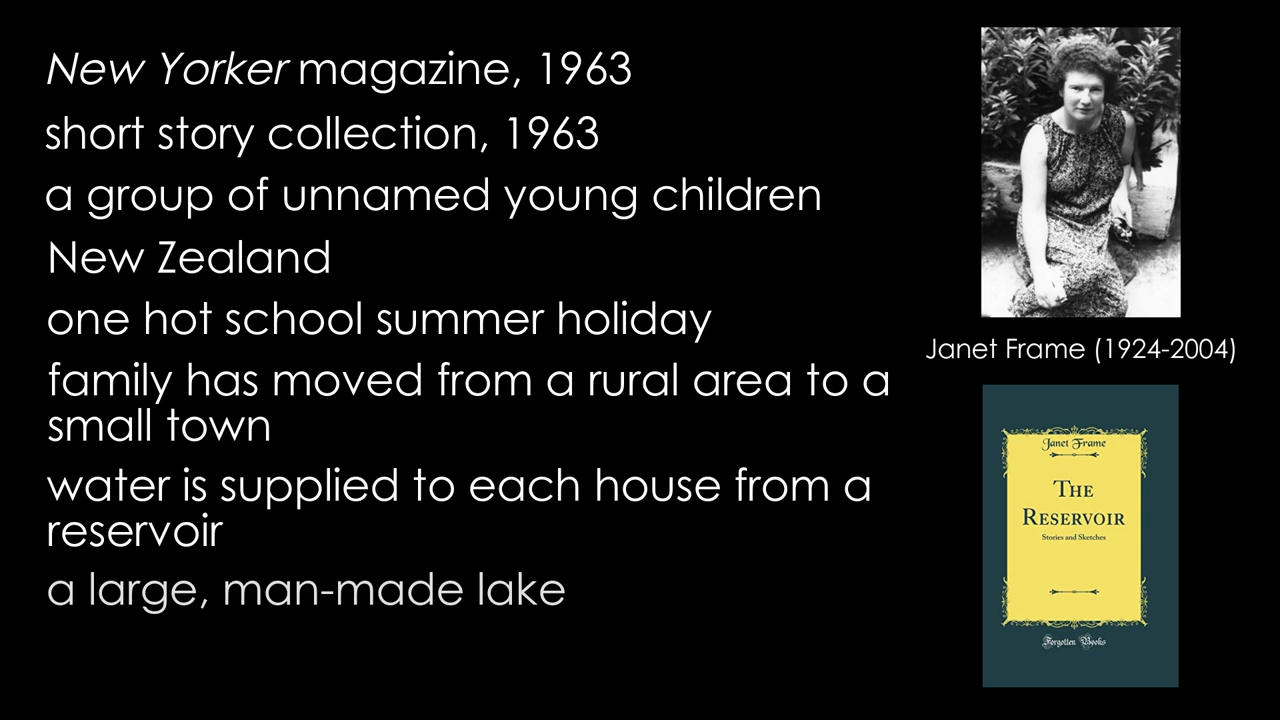 New Yorker magazine, 1963
short story collection, 1963
a group of unnamed young children
New Zealand
one hot school summer holiday
family has moved from a rural area to a
small town
water is supplied to each house from a
reservoir
a large, man-made lake
Janet Frame (1924-2004)
Janet Frame
THE
RESERVOIR
Stories and Sketches
Forgotten Books